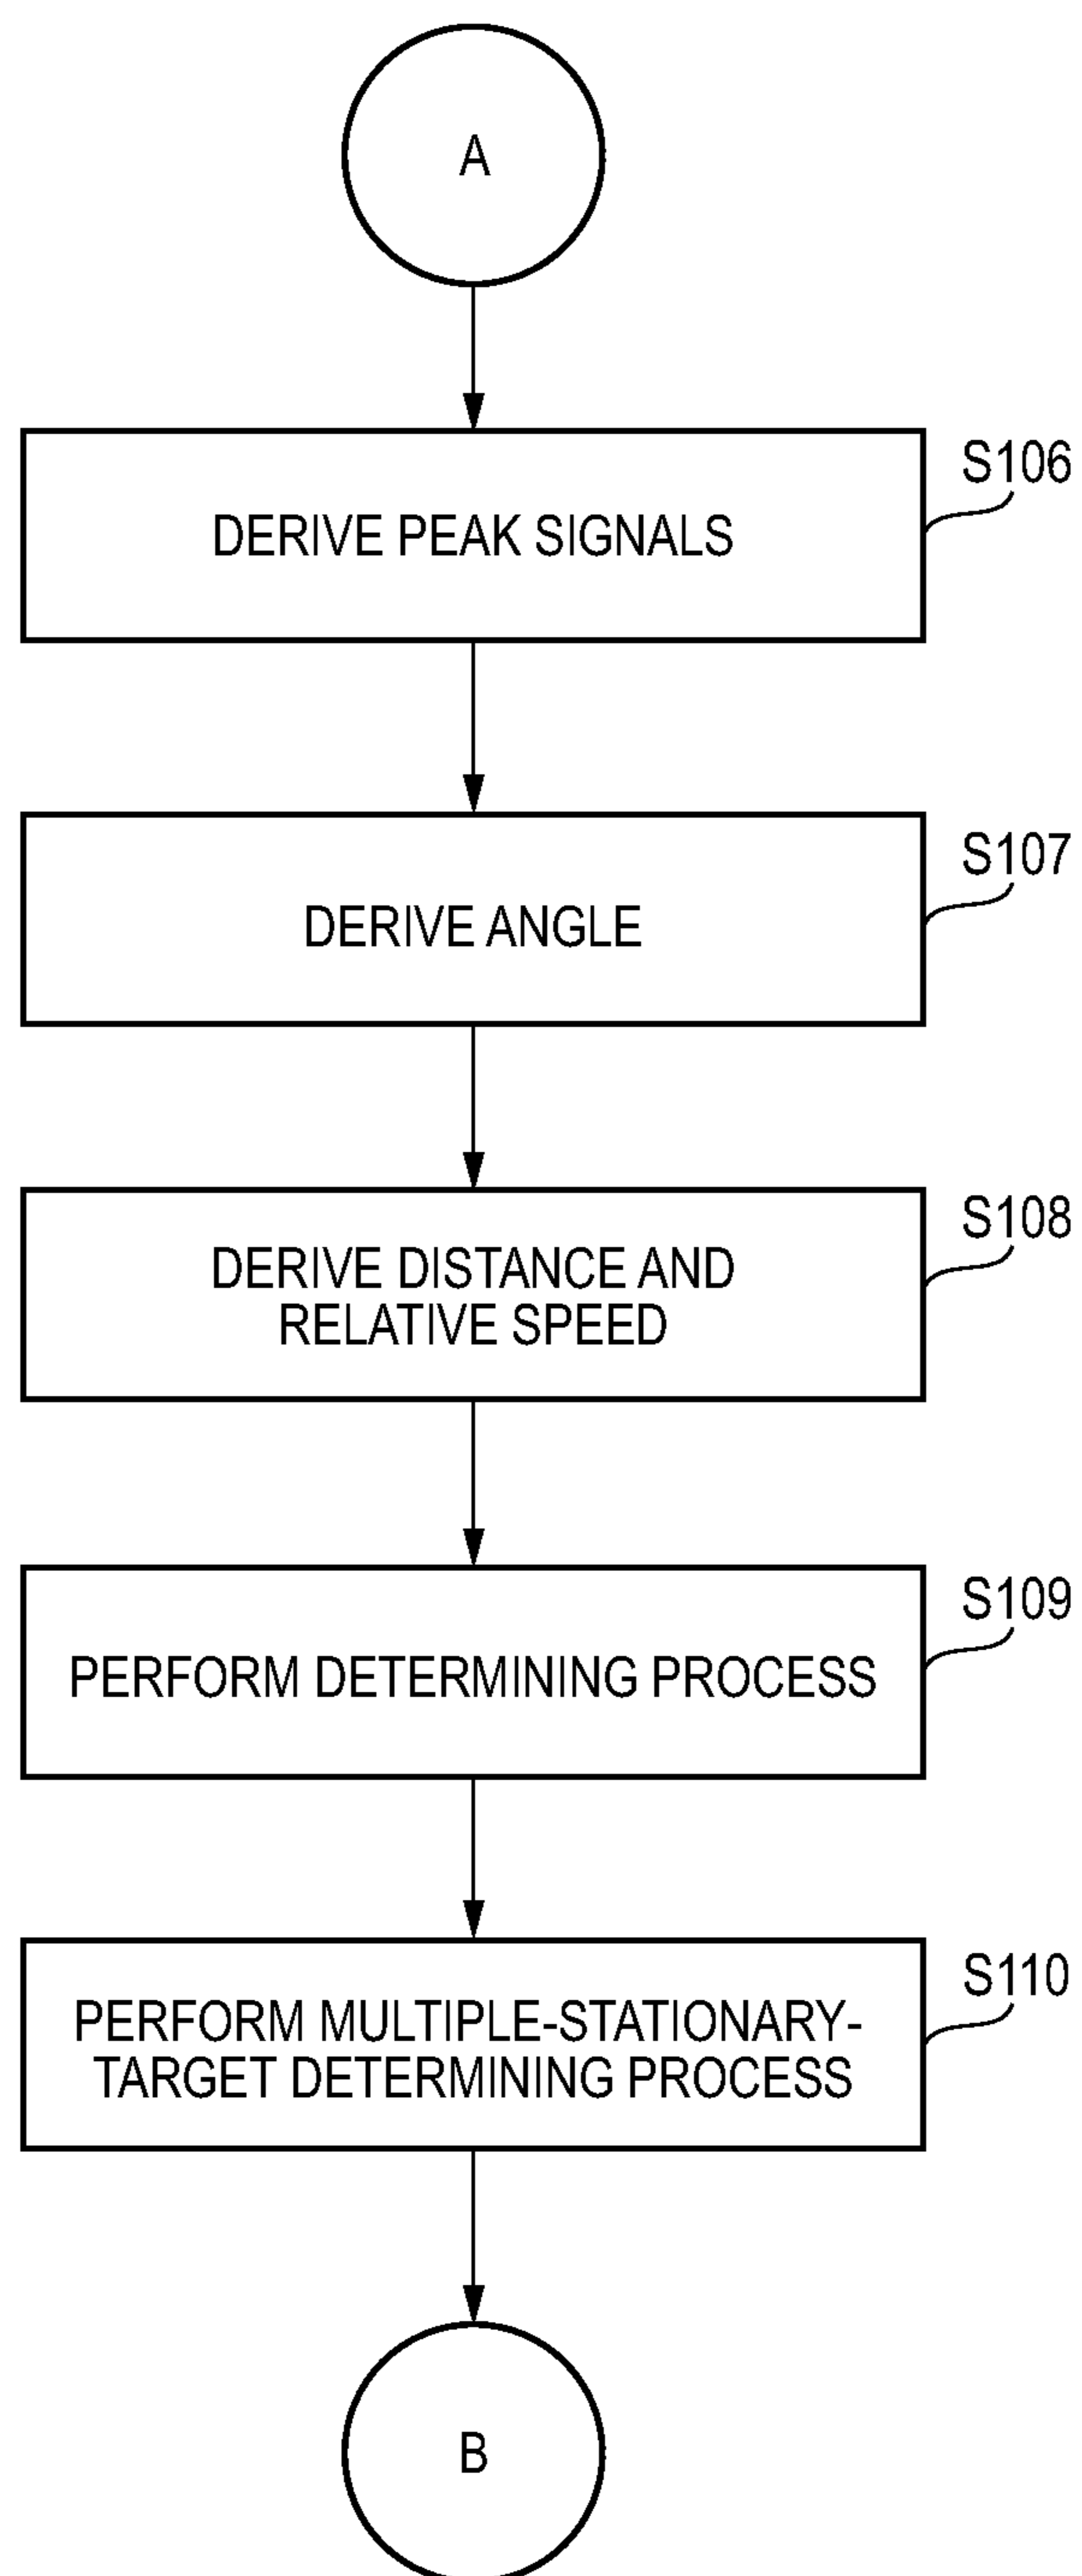 A
S106
DERIVE PEAK SIGNALS
S107
DERIVE ANGLE
S108
DERIVE DISTANCE AND
RELATIVE SPEED
S109
PERFORM DETERMINING PROCESS
S110
PERFORM MULTIPLE-STATIONARY-
TARGET DETERMINING PROCESS
B